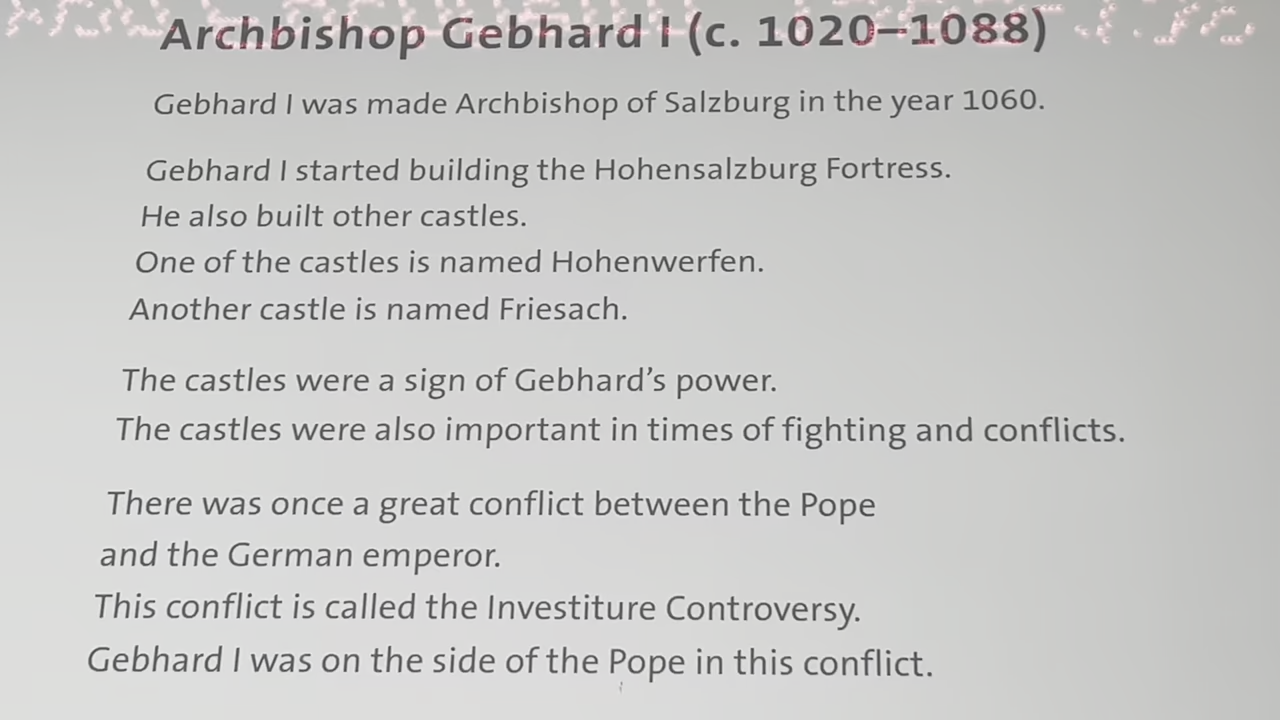 Archbishop Gebhard I (c. 1020–1088)
Gebhard I was made Archbishop of Salzburg in the year 1060.
Gebhard I started building the Hohensalzburg Fortress.
He also built other castles.
One of the castles is named Hohenwerfen.
Another castle is named Friesach.
The castles were a sign of Gebhard’s power.
The castles were also important in times of fighting and conflicts.
There was once a great conflict between the Pope
and the German emperor.
This conflict is called the Investiture Controversy.
Gebhard I was on the side of the Pope in this conflict.